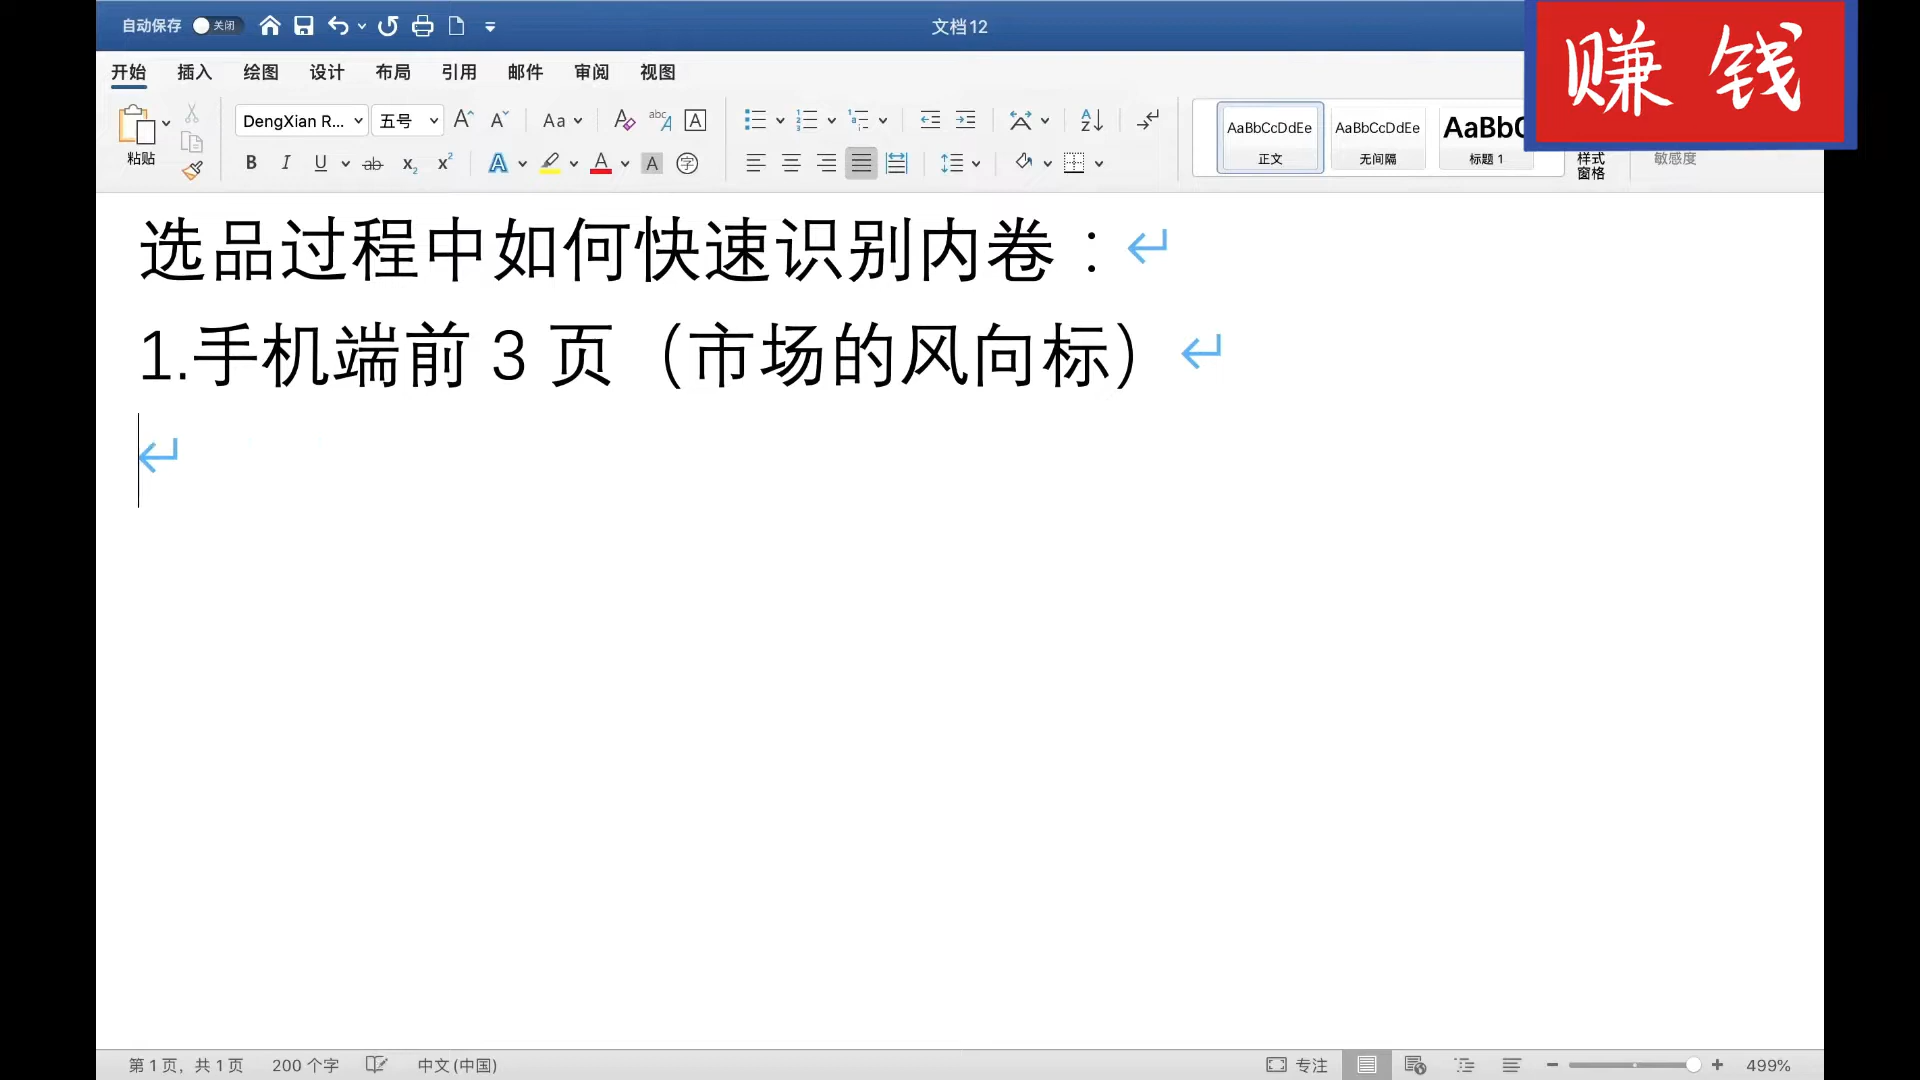 自动保存 关闭 文档12
赚 钱
开始 插入 绘图 设计 布局 引用 邮件 审阅 视图
粘贴 DengXian R... 五号
AaBbCcDdEe 正文
AaBbCcDdEe 无间隔
AaBbC 标题 1
样式
窗格
敏感度
选品过程中如何快速识别内卷：
1.手机端前 3 页（市场的风向标）
第1页，共1页 200 个字 中文(中国) 专注 499%